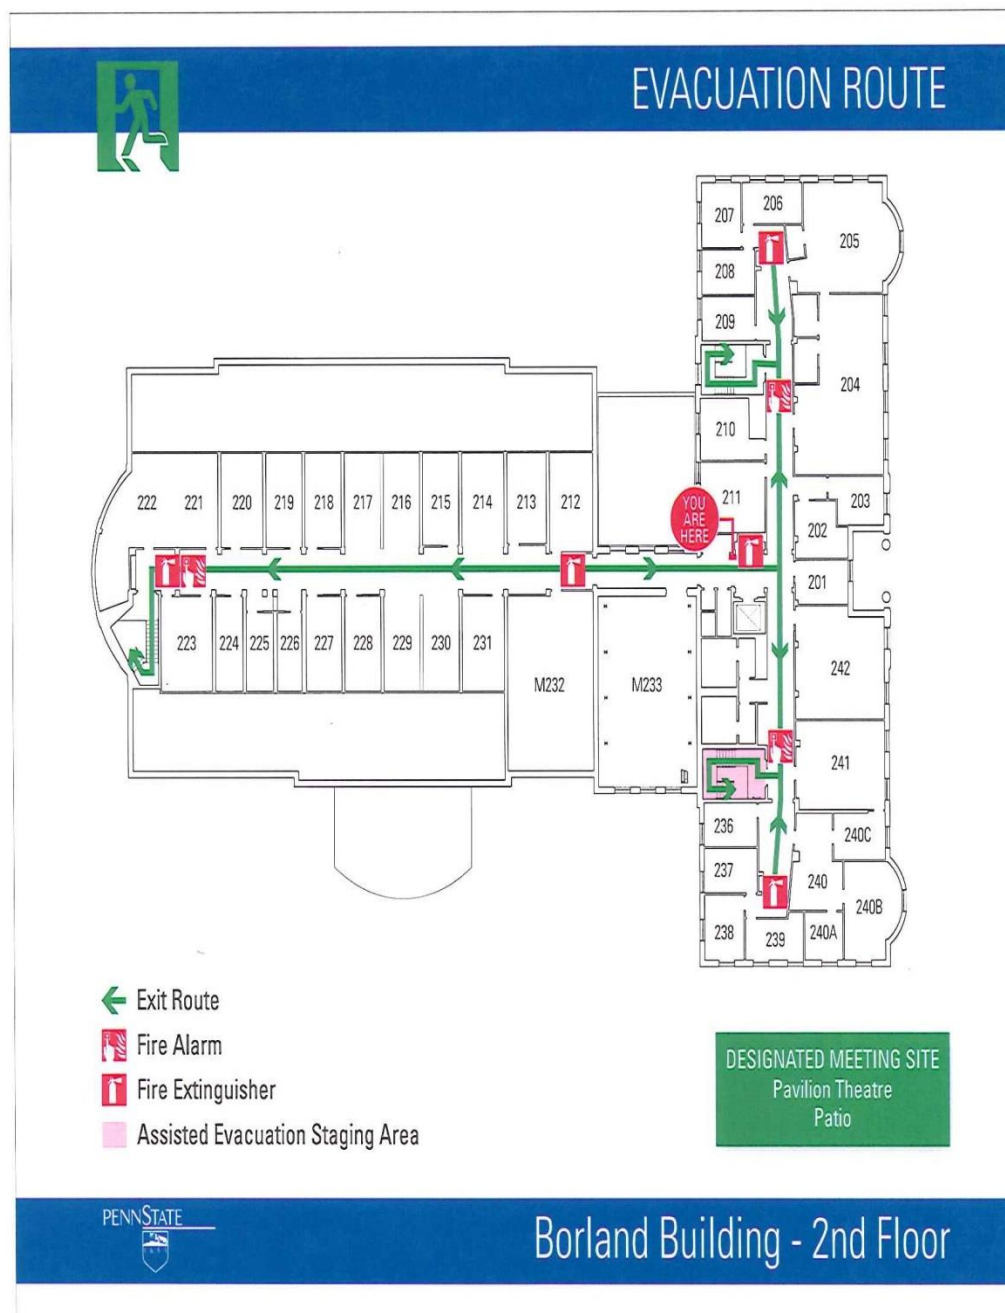 EVACUATION ROUTE
207
206
205
208
209
204
210
211
203
202
YOU
ARE
HERE
222
221
220
219
218
217
216
215
214
213
212
201
223
224
225
226
227
228
229
230
231
M232
M233
242
241
236
240C
237
240
240B
238
239
240A
Exit Route
Fire Alarm
Fire Extinguisher
Assisted Evacuation Staging Area
DESIGNATED MEETING SITE
Pavilion Theatre
Patio
PENNSTATE
Borland Building - 2nd Floor